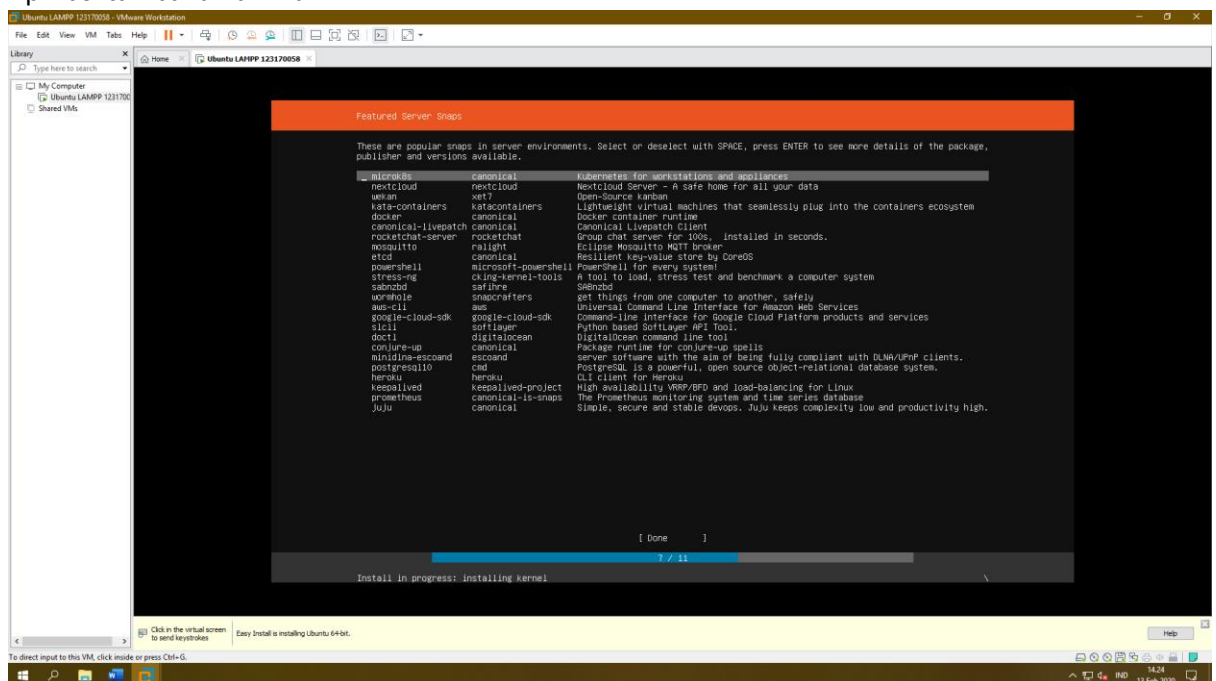 Ubuntu LAMPP 123170058 - VMware Workstation
File Edit View VM Tabs Help
Library
Home
Ubuntu LAMPP 123170058
Type here to search
My Computer
Ubuntu LAMPP 1231700
Shared VMs
Featured Server Snaps
These are popular snaps in server environments. Select or deselect with SPACE, press ENTER to see more details of the package,
publisher and versions available.
microk8s canonical Kubernetes for workstations and appliances
nextcloud nextcloud Nextcloud Server - A safe home for all your data
wekan xet7 Open-Source kanban
kata-containers katacontainers Lightweight virtual machines that seamlessly plug into the containers ecosystem
docker canonical Docker container runtime
canonical-livepatch canonical Canonical Livepatch Client
rocketchat-server rocketchat Group chat server for 100s, installed in seconds.
mosquitto ralight Eclipse Mosquitto MQTT broker
etcd canonical Resilient key-value store by CoreOS
powershell microsoft-powershell PowerShell for every system!
stress-ng cking-kernel-tools A tool to load, stress test and benchmark a computer system
sabnzbd safihre SABnzbd
wormhole snapcrafters get things from one computer to another, safely
aws-cli aws Universal Command Line Interface for Amazon Web Services
google-cloud-sdk google-cloud-sdk Command-line interface for Google Cloud Platform products and services
slcli softlayer Python based SoftLayer API Tool.
doctl digitalocean DigitalOcean command line tool
conjure-up canonical Package runtime for conjure-up spells
minidlna-escoand escoand server software with the aim of being fully compliant with DLNA/UPnP clients.
postgresql10 cmd PostgreSQL is a powerful, open source object-relational database system.
heroku heroku CLI client for Heroku
keepalived keepalived-project High availability VRRP/BFD and load-balancing for Linux
prometheus canonical-is-snaps The Prometheus monitoring system and time series database
juju canonical Simple, secure and stable devops. Juju keeps complexity low and productivity high.
[ Done ]
7 / 11
Install in progress: installing kernel \
Click in the virtual screen
to send keystrokes
Easy Install is installing Ubuntu 64-bit.
Help
To direct input to this VM, click inside or press Ctrl+G.
IND
14.24
13 Feb 2020